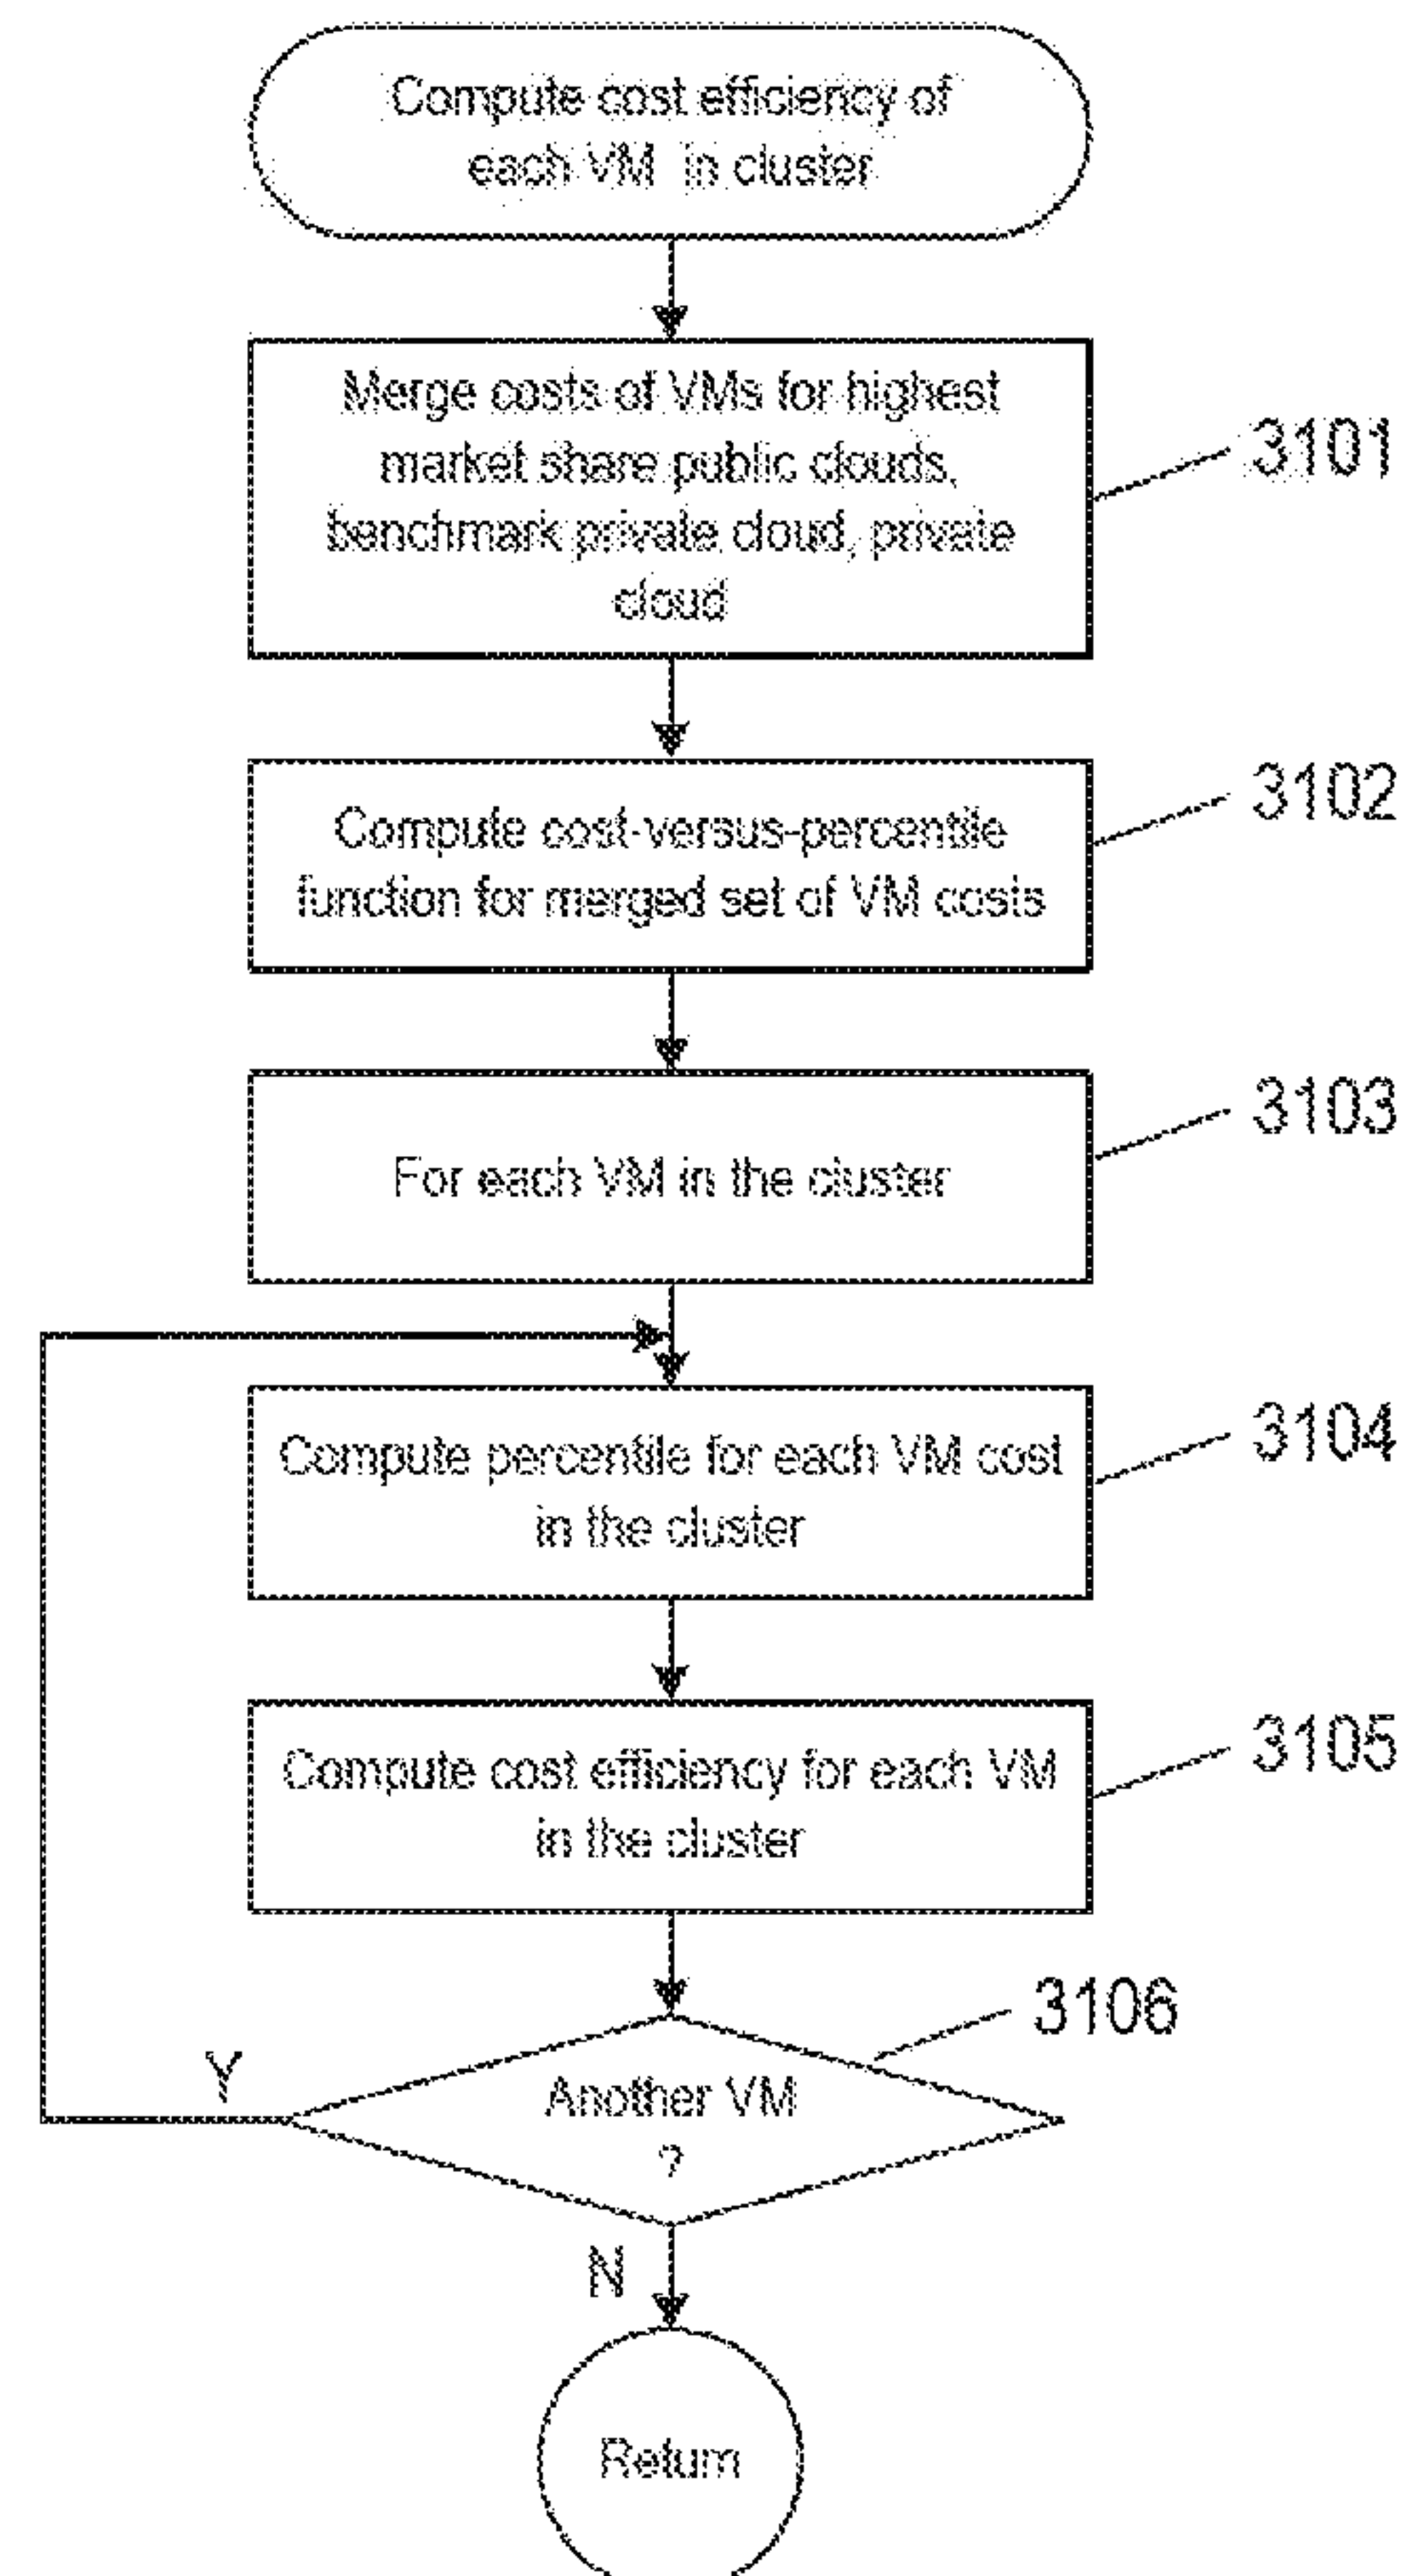 Compute cost efficiency of
each VM in cluster
Merge costs of VMs for highest
market share public clouds,
benchmark private cloud, private
cloud
3101
Compute cost-versus-percentile
function for merged set of VM costs
3102
For each VM in the cluster
3103
Compute percentile for each VM cost
in the cluster
3104
Compute cost efficiency for each VM
in the cluster
3105
Another VM
?
3106
Y
N
Return